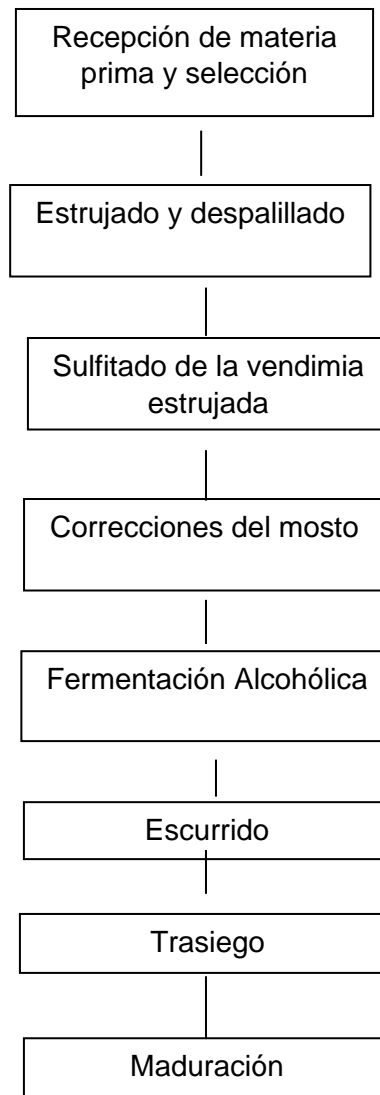 Recepción de materia
prima y selección
Estrujado y despalillado
Sulfitado de la vendimia
estrujada
Correcciones del mosto
Fermentación Alcohólica
Escurrido
Trasiego
Maduración